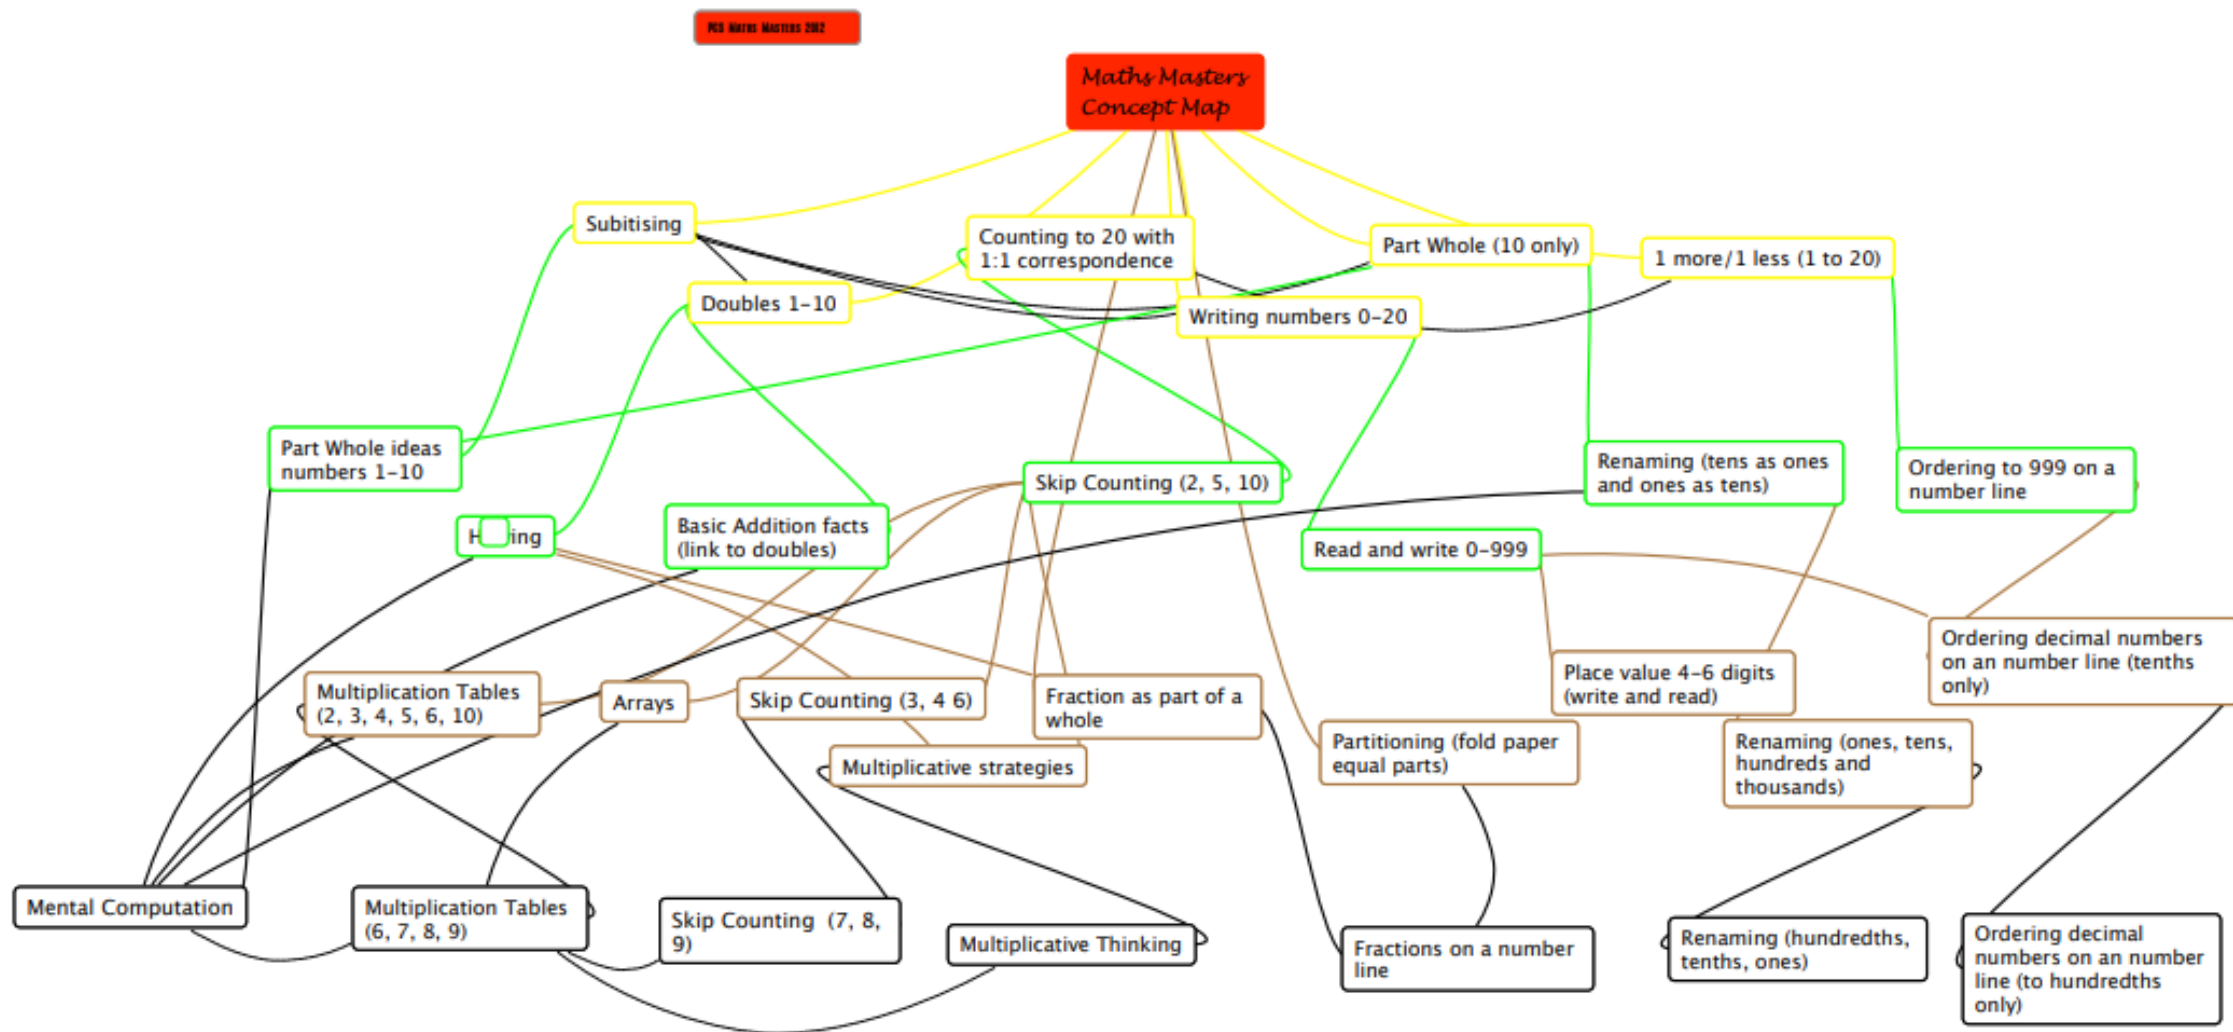 PCS Maths Masters 2012
Maths Masters
Concept Map
Subitising
Counting to 20 with
1:1 correspondence
Part Whole (10 only)
1 more/1 less (1 to 20)
Doubles 1-10
Writing numbers 0-20
Part Whole ideas
numbers 1-10
Skip Counting (2, 5, 10)
Renaming (tens as ones
and ones as tens)
Ordering to 999 on a
number line
Basic Addition facts
(link to doubles)
Read and write 0-999
Multiplication Tables
(2, 3, 4, 5, 6, 10)
Arrays
Skip Counting (3, 4 6)
Fraction as part of a
whole
Place value 4-6 digits
(write and read)
Ordering decimal numbers
on an number line (tenths
only)
Multiplicative strategies
Partitioning (fold paper
equal parts)
Renaming (ones, tens,
hundreds and
thousands)
Mental Computation
Multiplication Tables
(6, 7, 8, 9)
Skip Counting (7, 8,
9)
Multiplicative Thinking
Fractions on a number
line
Renaming (hundredths,
tenths, ones)
Ordering decimal
numbers on an number
line (to hundredths
only)